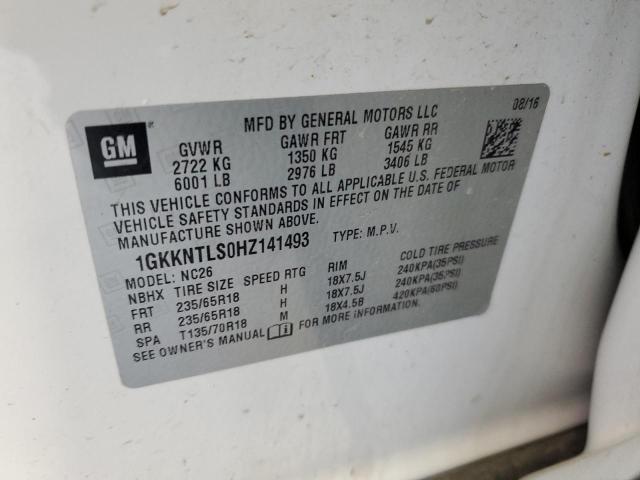 08/16
MFD BY GENERAL MOTORS LLC
GM
GVWR GAWR FRT GAWR RR
2722 KG 1350 KG 1545 KG
6001 LB 2976 LB 3406 LB
THIS VEHICLE CONFORMS TO ALL APPLICABLE U.S. FEDERAL MOTOR
VEHICLE SAFETY STANDARDS IN EFFECT ON THE DATE OF
MANUFACTURE SHOWN ABOVE.
1GKKNTLS0HZ141493 TYPE: M.P.V.
MODEL: NC26
NBHX TIRE SIZE SPEED RTG RIM COLD TIRE PRESSURE
FRT 235/65R18 H 18X7.5J 240KPA(35PSI)
RR 235/65R18 H 18X7.5J 240KPA(35PSI)
SPA T135/70R18 M 18X4.5B 420KPA(60PSI)
SEE OWNER'S MANUAL FOR MORE INFORMATION.